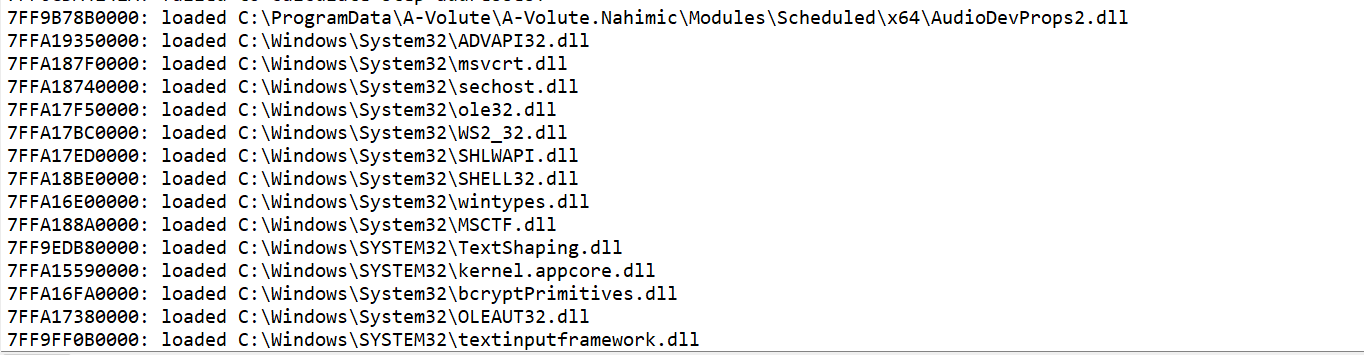 7FF9B78B0000: loaded C:\ProgramData\A-Volute\A-Volute.Nahimic\Modules\Scheduled\x64\AudioDevProps2.dll
7FFA19350000: loaded C:\Windows\System32\ADVAPI32.dll
7FFA187F0000: loaded C:\Windows\System32\msvcrt.dll
7FFA18740000: loaded C:\Windows\System32\sechost.dll
7FFA17F50000: loaded C:\Windows\System32\ole32.dll
7FFA17BC0000: loaded C:\Windows\System32\WS2_32.dll
7FFA17ED0000: loaded C:\Windows\System32\SHLWAPI.dll
7FFA18BE0000: loaded C:\Windows\System32\SHELL32.dll
7FFA16E00000: loaded C:\Windows\System32\wintypes.dll
7FFA188A0000: loaded C:\Windows\System32\MSCTF.dll
7FF9EDB80000: loaded C:\Windows\SYSTEM32\TextShaping.dll
7FFA15590000: loaded C:\Windows\SYSTEM32\kernel.appcore.dll
7FFA16FA0000: loaded C:\Windows\System32\bcryptPrimitives.dll
7FFA17380000: loaded C:\Windows\System32\OLEAUT32.dll
7FF9FF0B0000: loaded C:\Windows\SYSTEM32\textinputframework.dll